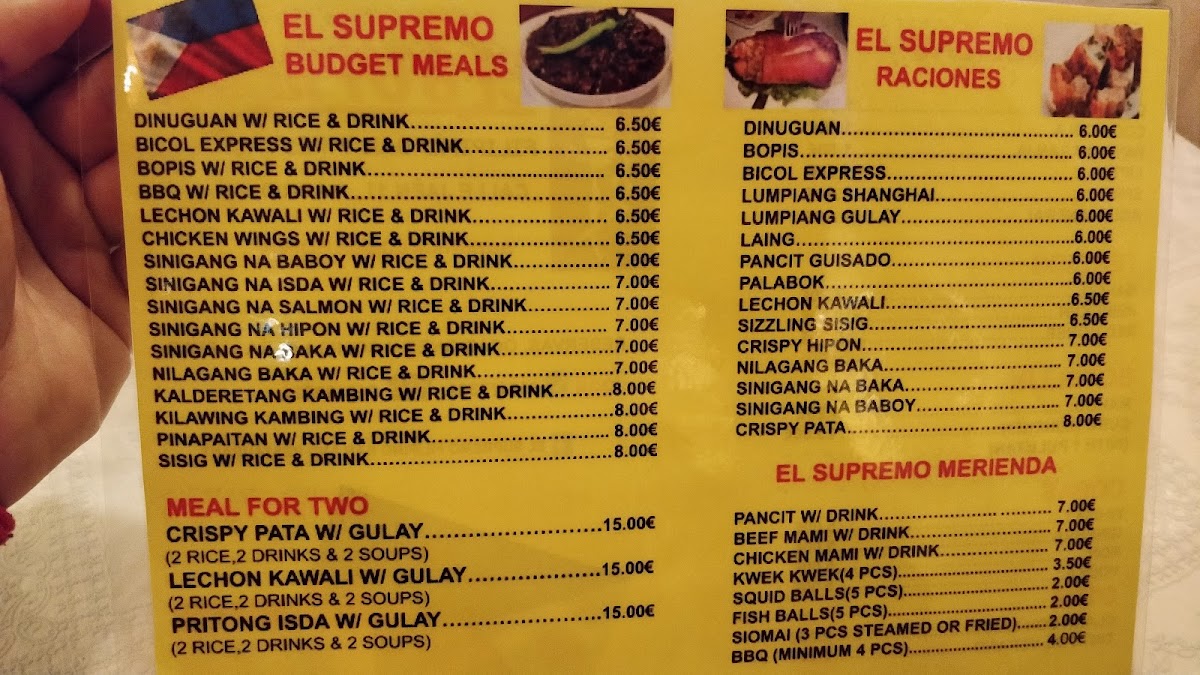 EL SUPREMO
BUDGET MEALS
DINUGUAN W/ RICE & DRINK 6.50€
BICOL EXPRESS W/ RICE & DRINK 6.50€
BOPIS W/ RICE & DRINK 6.50€
BBQ W/ RICE & DRINK 6.50€
LECHON KAWALI W/ RICE & DRINK 6.50€
CHICKEN WINGS W/ RICE & DRINK 6.50€
SINIGANG NA BABOY W/ RICE & DRINK 7.00€
SINIGANG NA ISDA W/ RICE & DRINK 7.00€
SINIGANG NA SALMON W/ RICE & DRINK 7.00€
SINIGANG NA HIPON W/ RICE & DRINK 7.00€
SINIGANG NA BAKA W/ RICE & DRINK 7.00€
NILAGANG BAKA W/ RICE & DRINK 7.00€
KALDERETANG KAMBING W/ RICE & DRINK 8.00€
KILAWING KAMBING W/ RICE & DRINK 8.00€
PINAPAITAN W/ RICE & DRINK 8.00€
SISIG W/ RICE & DRINK 8.00€
MEAL FOR TWO
CRISPY PATA W/ GULAY 15.00€
(2 RICE,2 DRINKS & 2 SOUPS)
LECHON KAWALI W/ GULAY 15.00€
(2 RICE,2 DRINKS & 2 SOUPS)
PRITONG ISDA W/ GULAY 15.00€
(2 RICE,2 DRINKS & 2 SOUPS)
EL SUPREMO
RACIONES
DINUGUAN 6.00€
BOPIS 6.00€
BICOL EXPRESS 6.00€
LUMPIANG SHANGHAI 6.00€
LUMPIANG GULAY 6.00€
LAING 6.00€
PANCIT GUISADO 6.00€
PALABOK 6.00€
LECHON KAWALI 6.50€
SIZZLING SISIG 6.50€
CRISPY HIPON 7.00€
NILAGANG BAKA 7.00€
SINIGANG NA BAKA 7.00€
SINIGANG NA BABOY 7.00€
CRISPY PATA 8.00€
EL SUPREMO MERIENDA
PANCIT W/ DRINK 7.00€
BEEF MAMI W/ DRINK 7.00€
CHICKEN MAMI W/ DRINK 7.00€
KWEK KWEK(4 PCS) 3.50€
SQUID BALLS(5 PCS) 2.00€
FISH BALLS(5 PCS) 2.00€
SIOMAI (3 PCS STEAMED OR FRIED) 2.00€
BBQ (MINIMUM 4 PCS) 4.00€